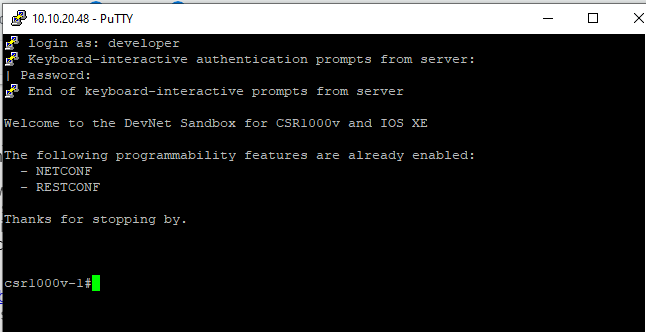 10.10.20.48 - PuTTY
login as: developer
Keyboard-interactive authentication prompts from server:
| Password:
End of keyboard-interactive prompts from server
Welcome to the DevNet Sandbox for CSR1000v and IOS XE
The following programmability features are already enabled:
- NETCONF
- RESTCONF
Thanks for stopping by.
csr1000v-1#